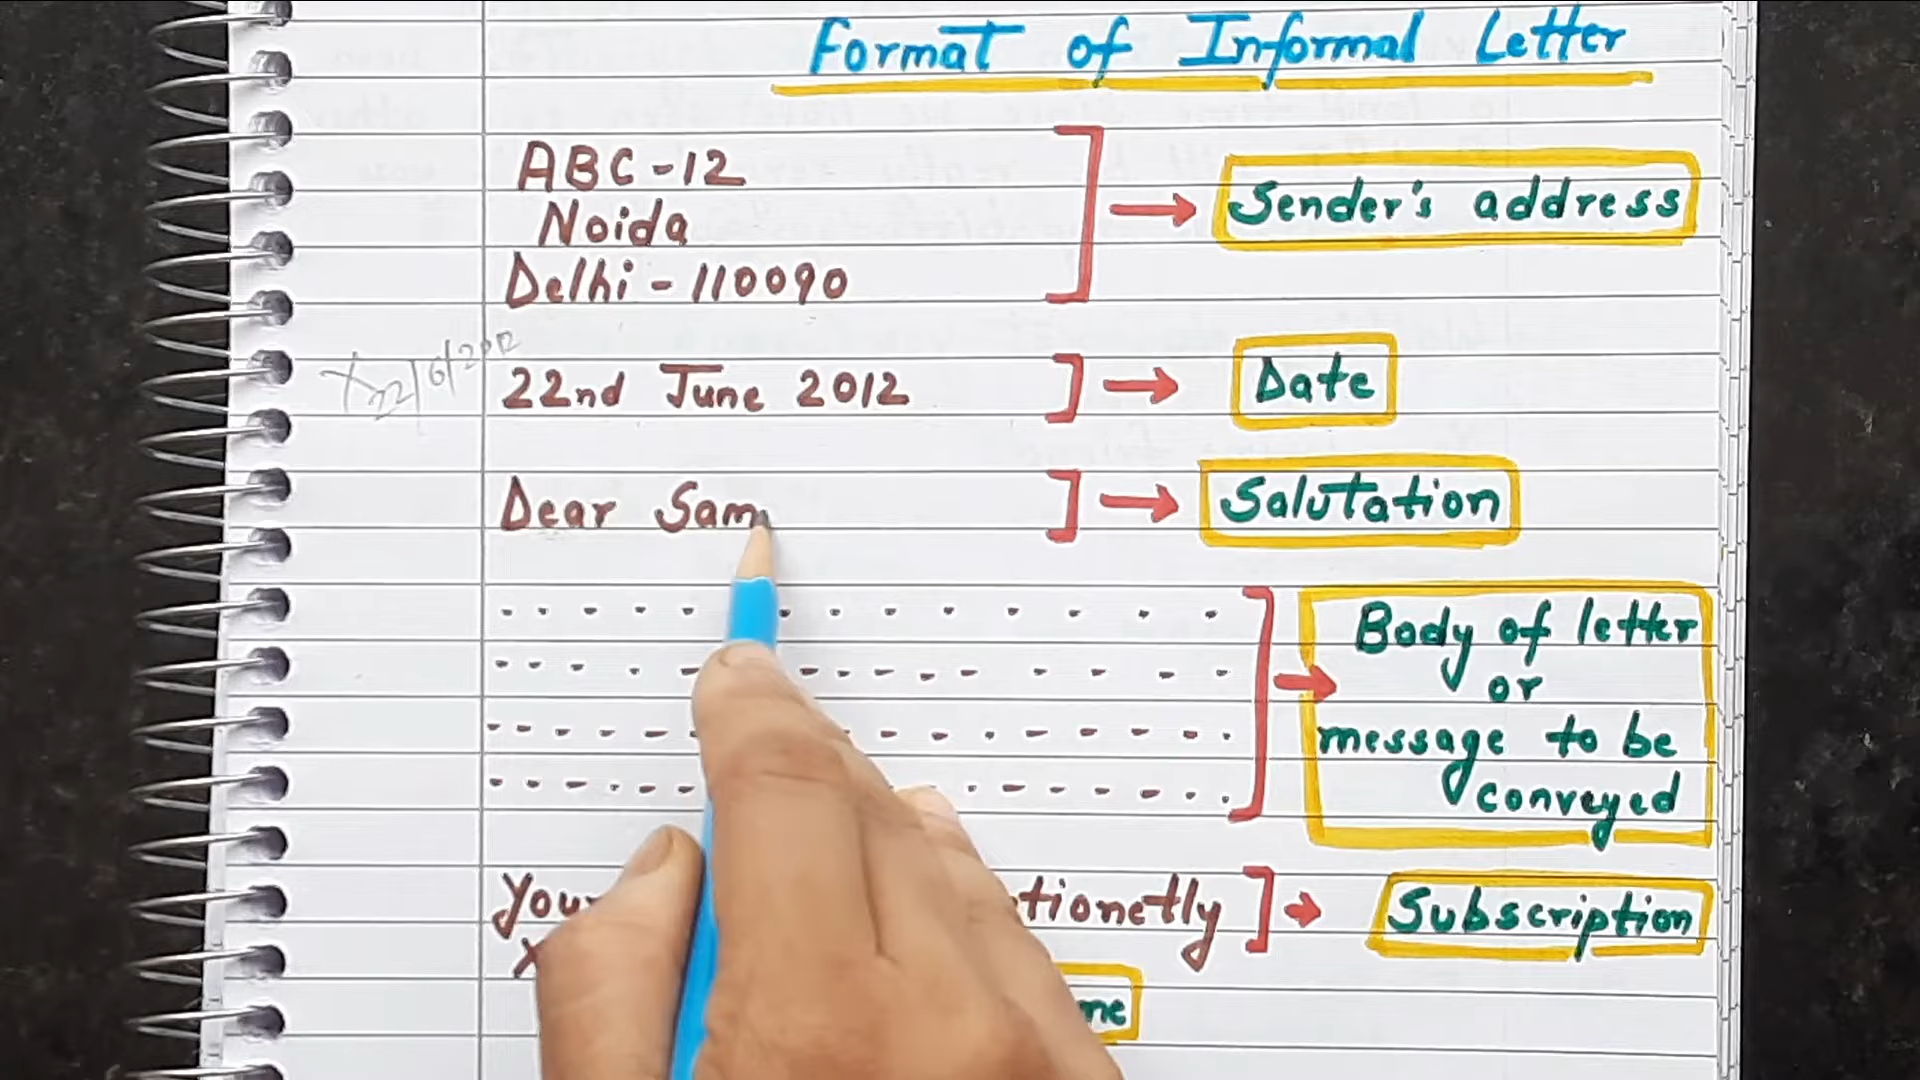 Format of Informal Letter
ABC-12
Noida
Delhi - 110090
Sender's address
22/6/2012
22nd June 2012
Date
Dear Sam
Salutation
Body of letter
or
message to be
conveyed
tionetly
Subscription